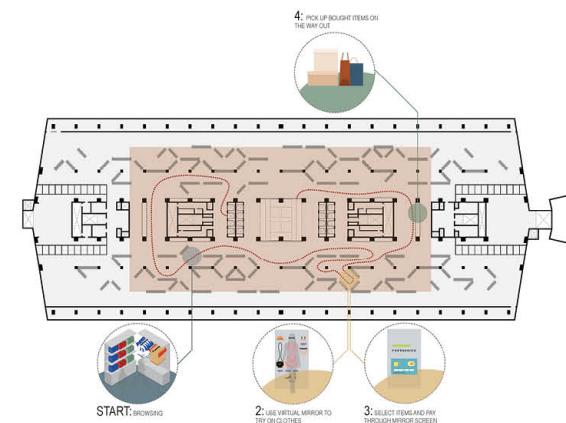 4: PICK UP BOUGHT ITEMS ON
THE WAY OUT
START: BROWSING
2: USE VIRTUAL MIRROR TO
TRY ON CLOTHES
3: SELECT ITEMS AND PAY
THROUGH MIRROR SCREEN